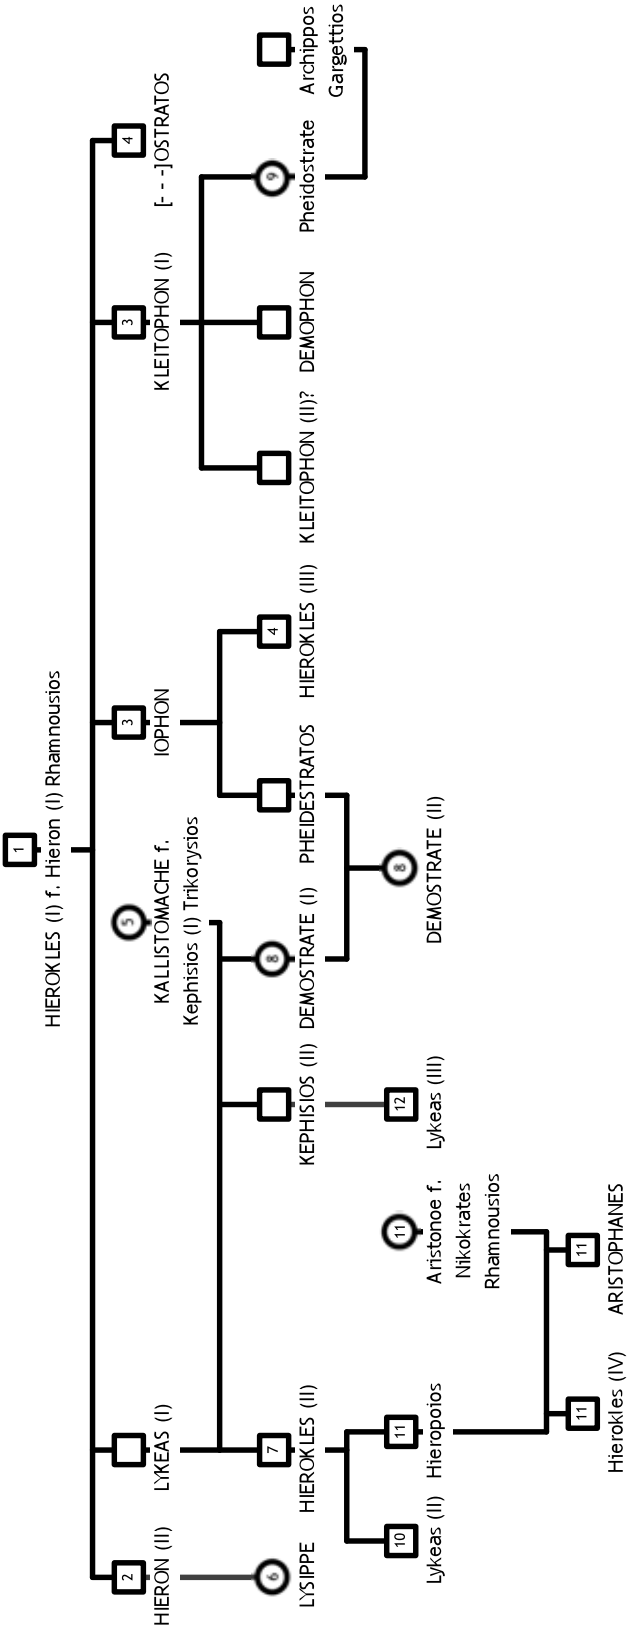 1
HIEROKLES (I) f. Hieron (I) Rhamnousios
2
HIERON (II)
LYKEAS (I)
5
KALLISTOMACHE f.
Kephisios (I) Trikorysios
3
IOPHON
3
KLEITOPHON (I)
4
[- - -]OSTRATOS
6
LYSIPPE
7
HIEROKLES (II)
KEPHISIOS (II)
8
DEMOSTRATE (I)
PHEIDESTRATOS
4
HIEROKLES (III)
KLEITOPHON (II)?
DEMOPHON
9
Pheidostrate
Archippos
Gargettios
10
Lykeas (II)
11
Hieropoios
11
Aristonoe f.
Nikokrates
Rhamnousios
12
Lykeas (III)
8
DEMOSTRATE (II)
11
Hierokles (IV)
11
ARISTOPHANES